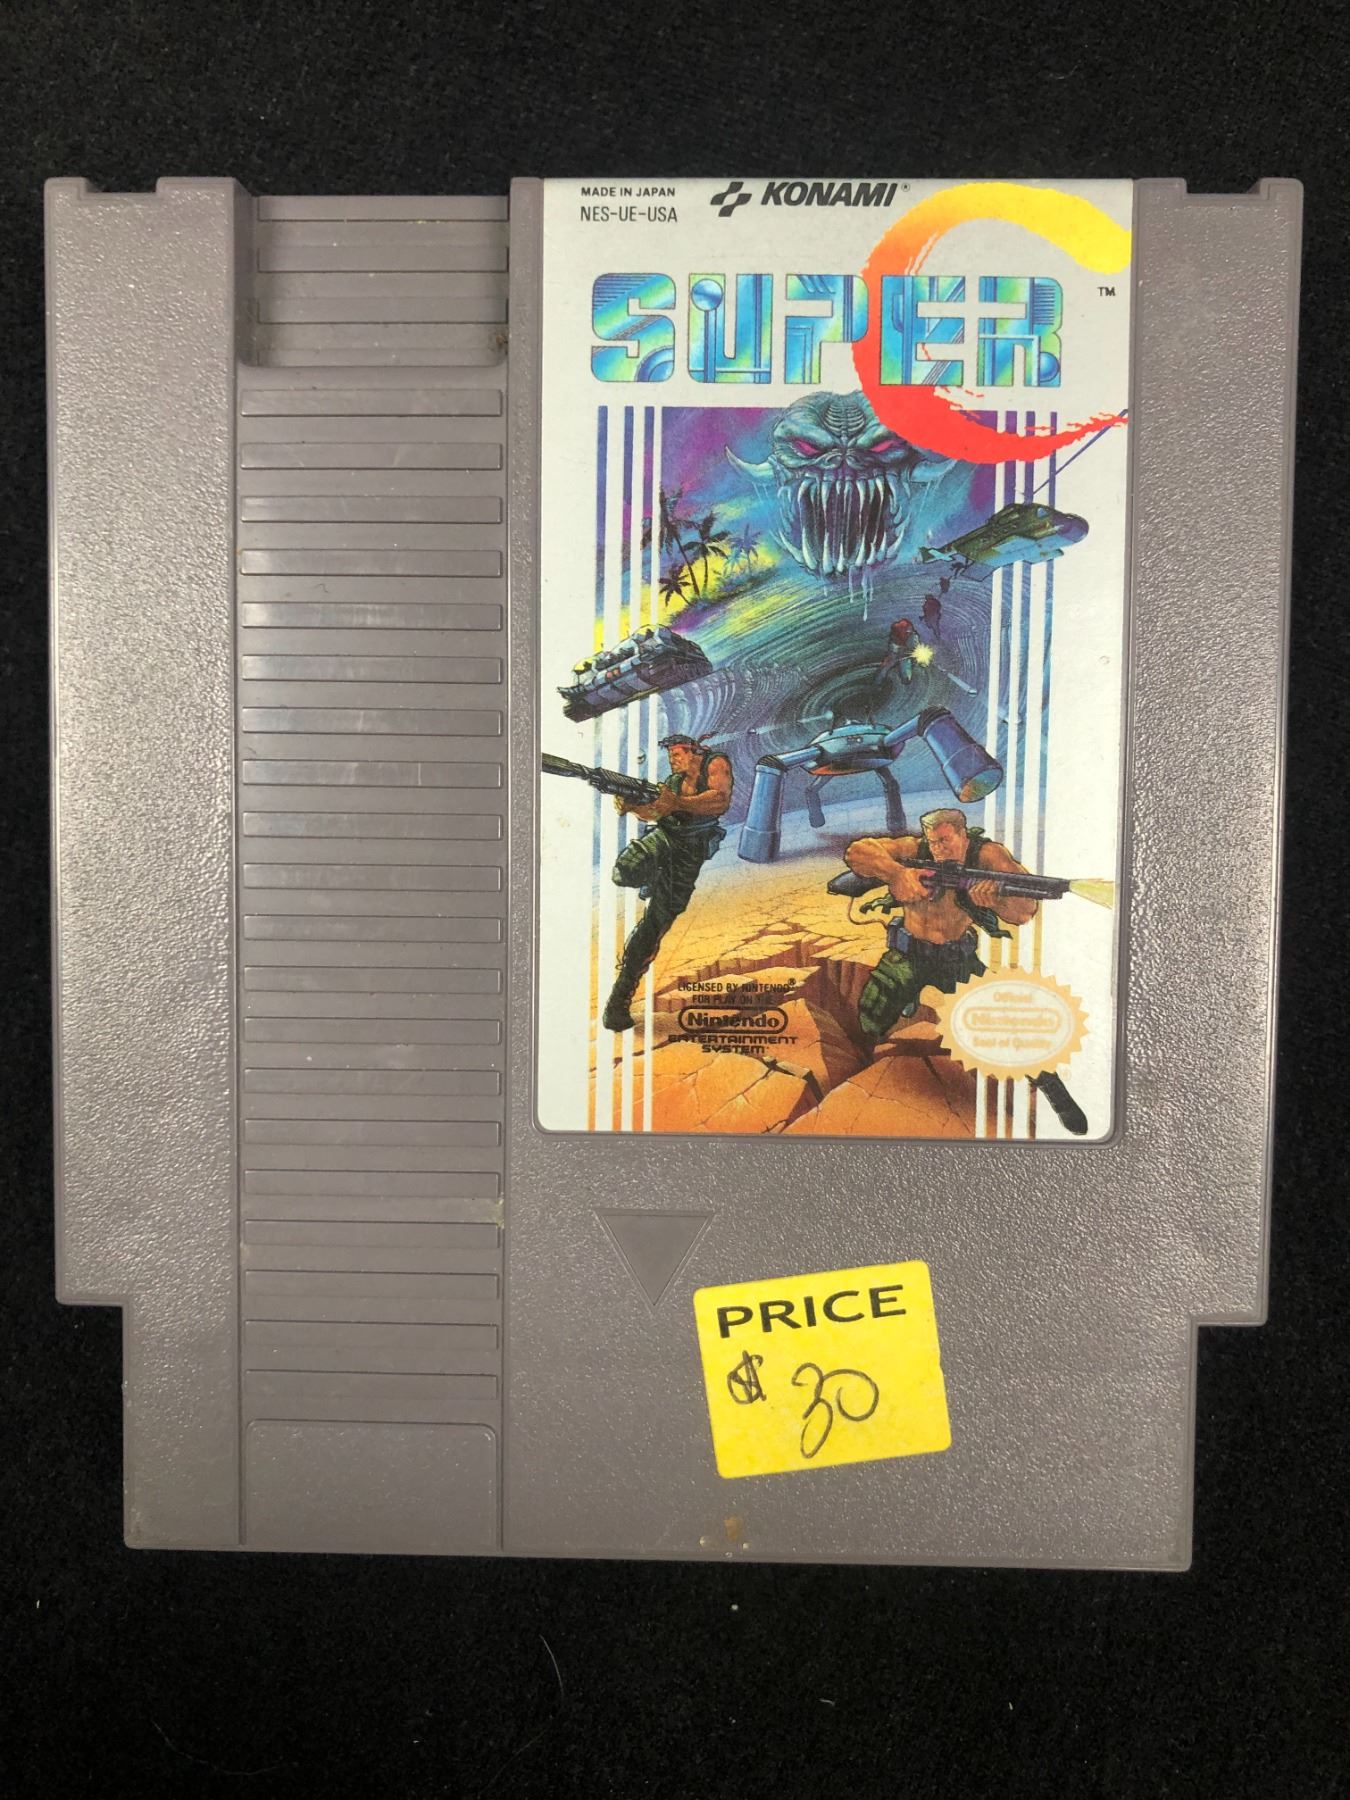 MADE IN JAPAN
NES-UE-USA
KONAMI®
SUPER C ™
LICENSED BY NINTENDO®
FOR PLAY ON THE
Nintendo
ENTERTAINMENT
SYSTEM™
Official
Nintendo
Seal of Quality
PRICE
$ 30